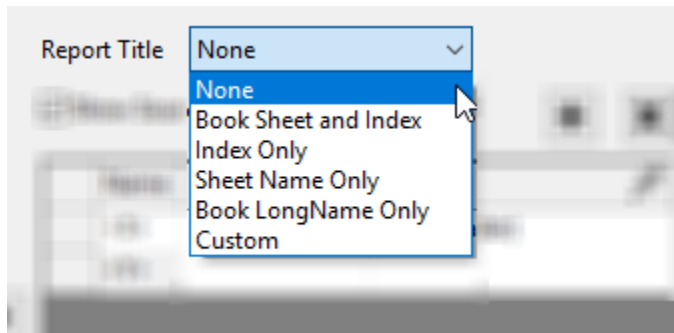 Report Title None
None
Book Sheet and Index
Index Only
Sheet Name Only
Book LongName Only
Custom